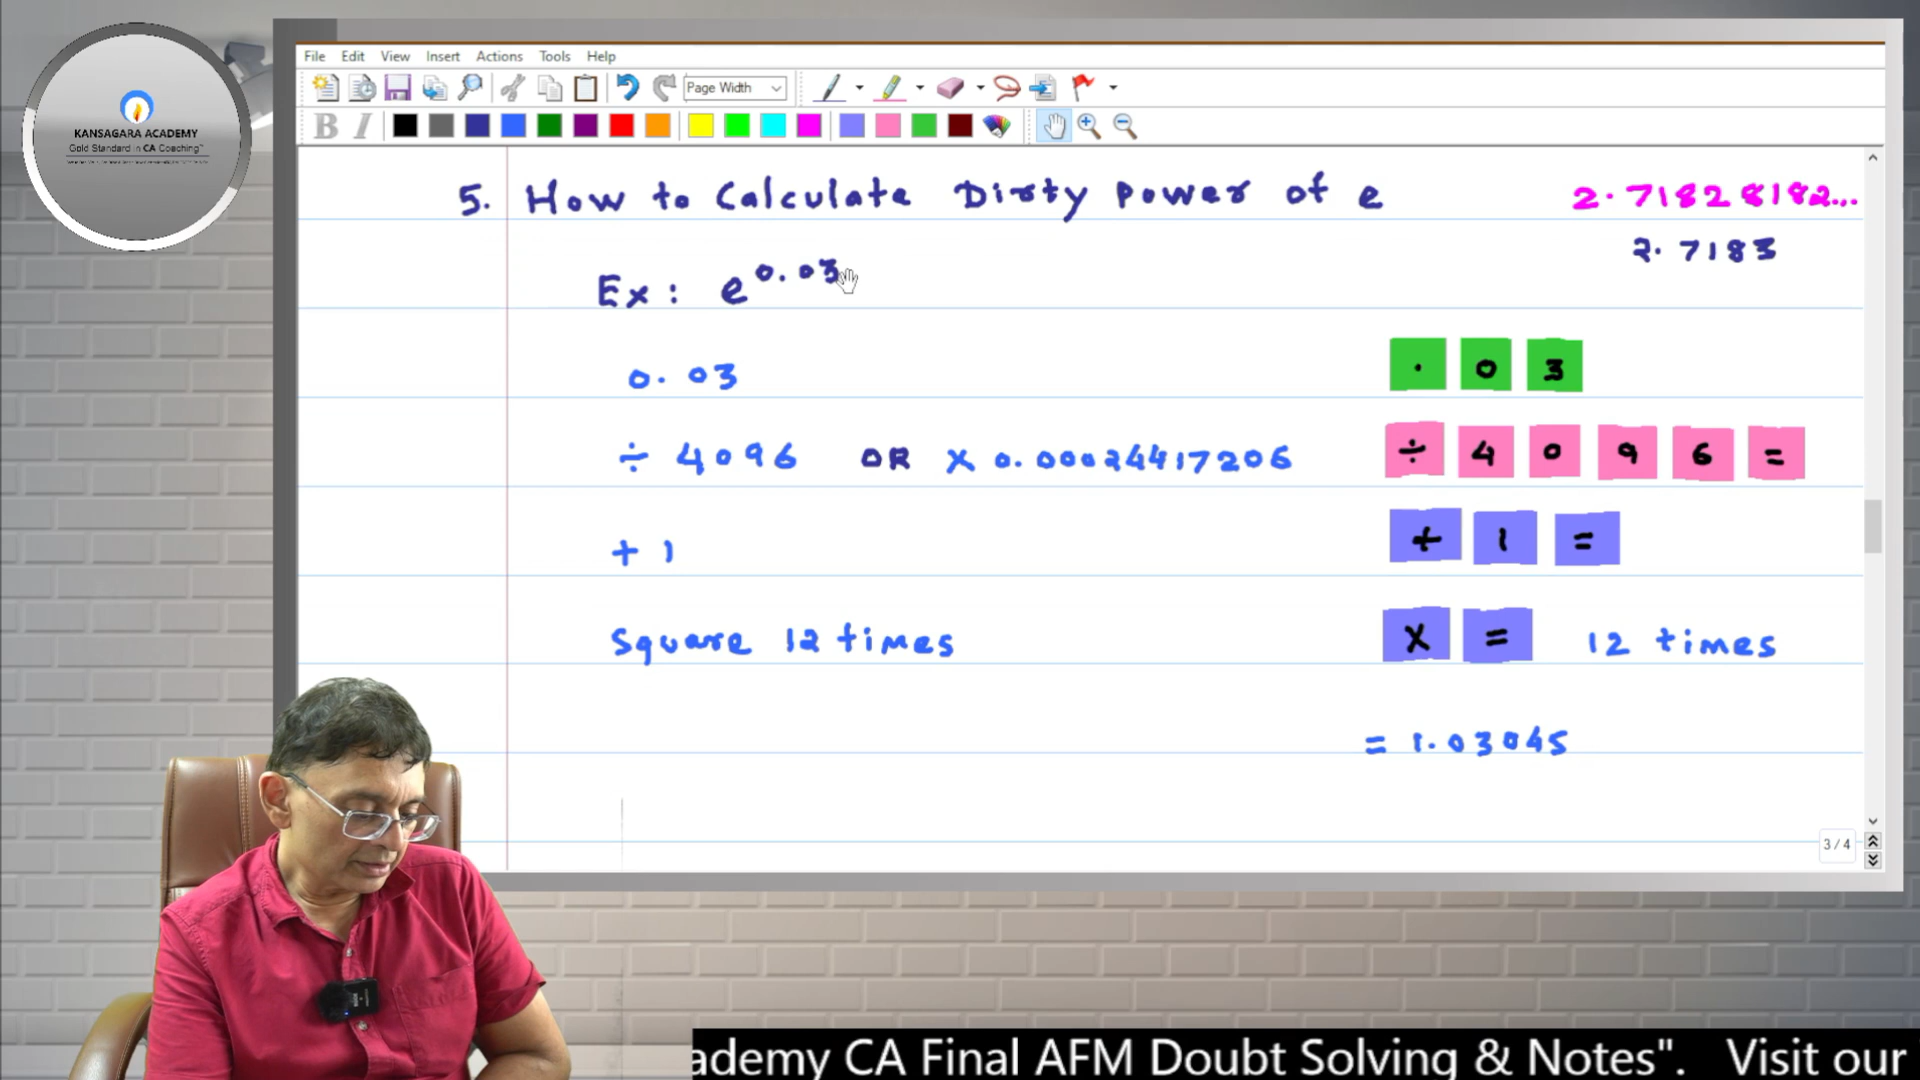 KANSAGARA ACADEMY
Gold Standard in CA Coaching™
File Edit View Insert Actions Tools Help
Page Width
B I
5. How to Calculate Dirty Power of e 2.71828182...
2.7183
Ex: e^0.03
0.03 . 0 3
÷ 4096 OR x 0.00024417206 ÷ 4 0 9 6 =
+ 1 + 1 =
Square 12 times x = 12 times
= 1.03045
3 / 4
ademy CA Final AFM Doubt Solving & Notes". Visit our